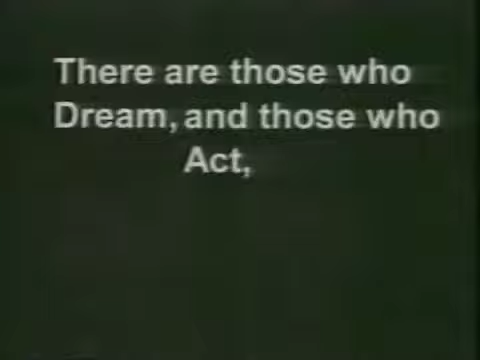 There are those who
Dream, and those who
Act,